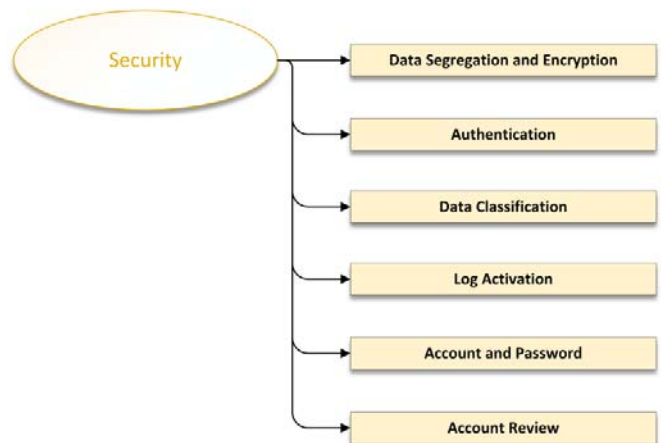 Security
Data Segregation and Encryption
Authentication
Data Classification
Log Activation
Account and Password
Account Review